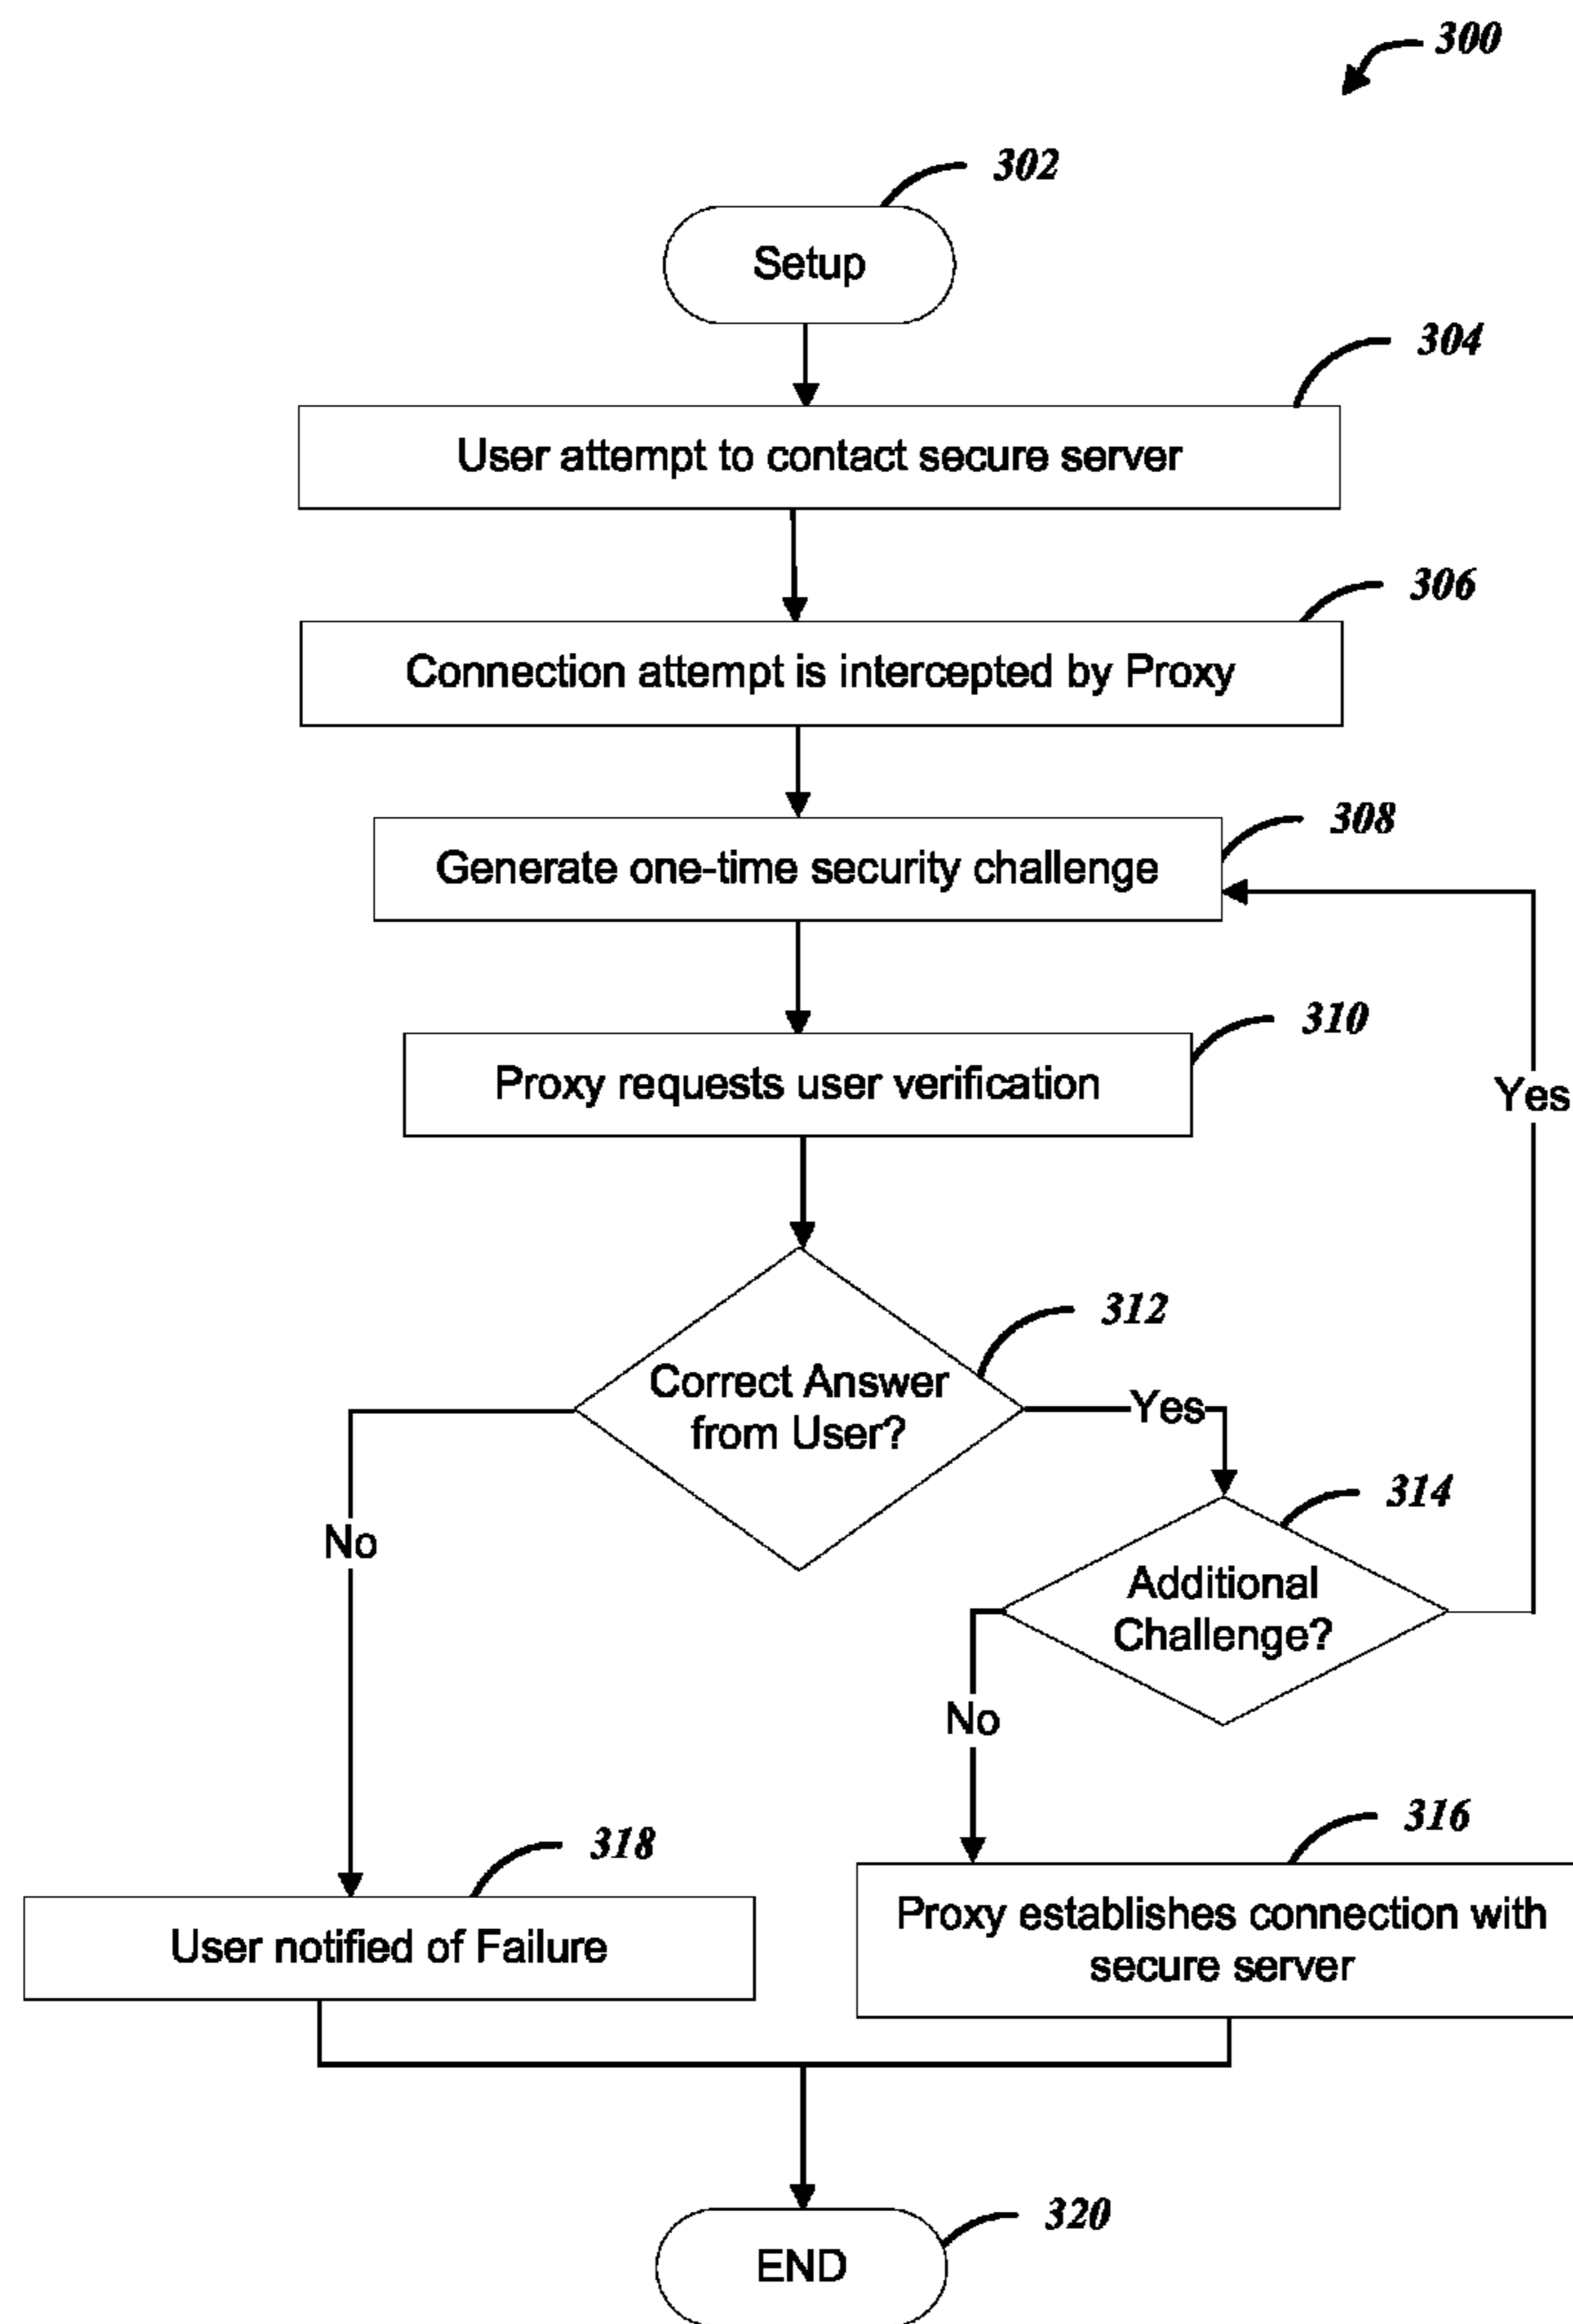 300
302
Setup
304
User attempt to contact secure server
306
Connection attempt is intercepted by Proxy
308
Generate one-time security challenge
310
Proxy requests user verification
Yes
312
Correct Answer
from User?
Yes
314
No
Additional
Challenge?
No
316
318
Proxy establishes connection with
secure server
User notified of Failure
320
END